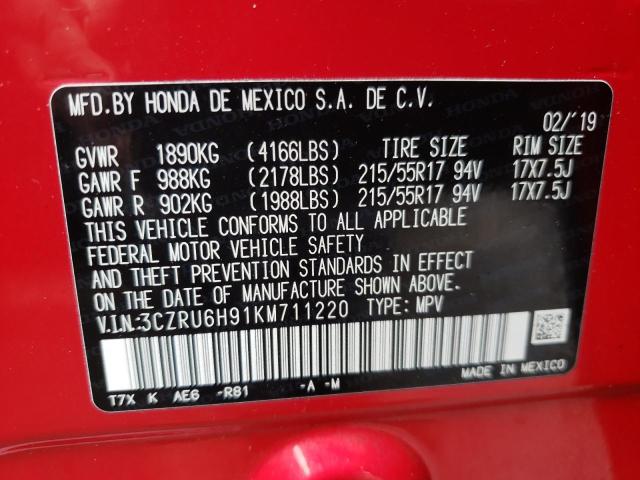 MFD.BY HONDA DE MEXICO S.A. DE C.V.
02/'19
GVWR 1890KG (4166LBS) TIRE SIZE RIM SIZE
GAWR F 988KG (2178LBS) 215/55R17 94V 17X7.5J
GAWR R 902KG (1988LBS) 215/55R17 94V 17X7.5J
THIS VEHICLE CONFORMS TO ALL APPLICABLE
FEDERAL MOTOR VEHICLE SAFETY
AND THEFT PREVENTION STANDARDS IN EFFECT
ON THE DATE OF MANUFACTURE SHOWN ABOVE.
V.I.N:3CZRU6H91KM711220 TYPE: MPV
MADE IN MEXICO
T7X K AE6 -R81 -A -M